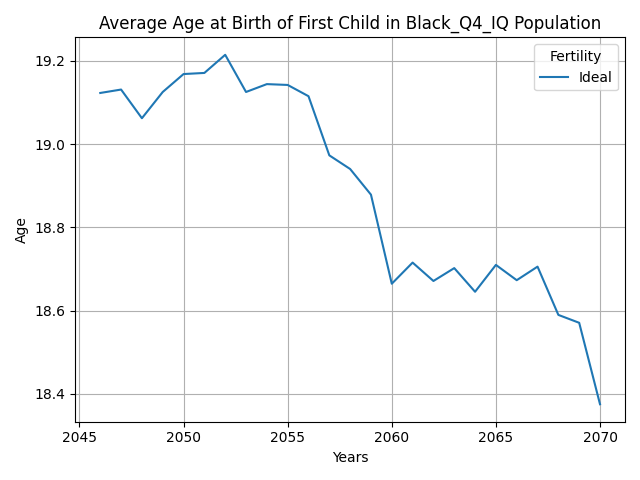 Average Age at Birth of First Child in Black_Q4_IQ Population
Fertility
Ideal
19.2
19.0
18.8
18.6
18.4
Age
2045
2050
2055
2060
2065
2070
Years